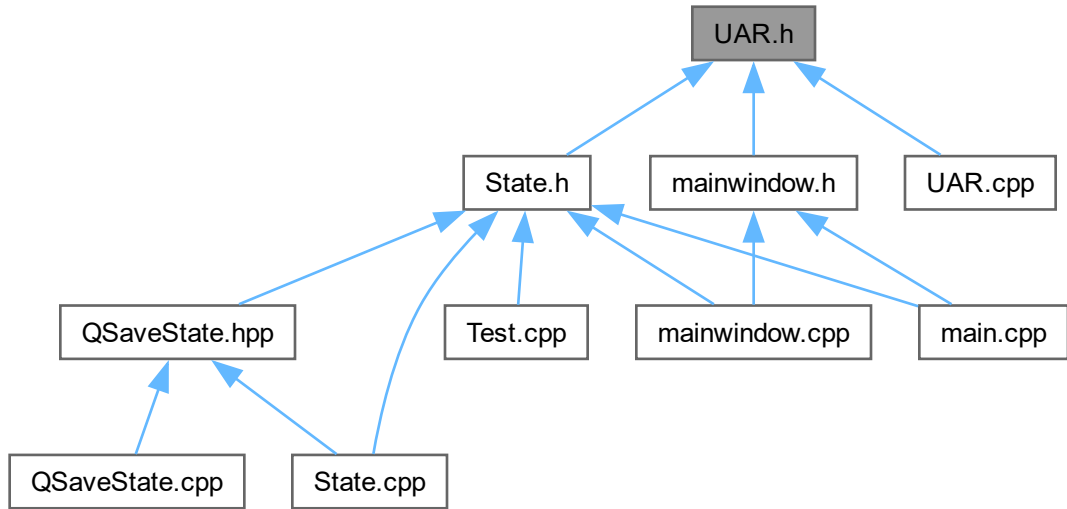 UAR.h
State.h
mainwindow.h
UAR.cpp
QSaveState.hpp
Test.cpp
mainwindow.cpp
main.cpp
QSaveState.cpp
State.cpp